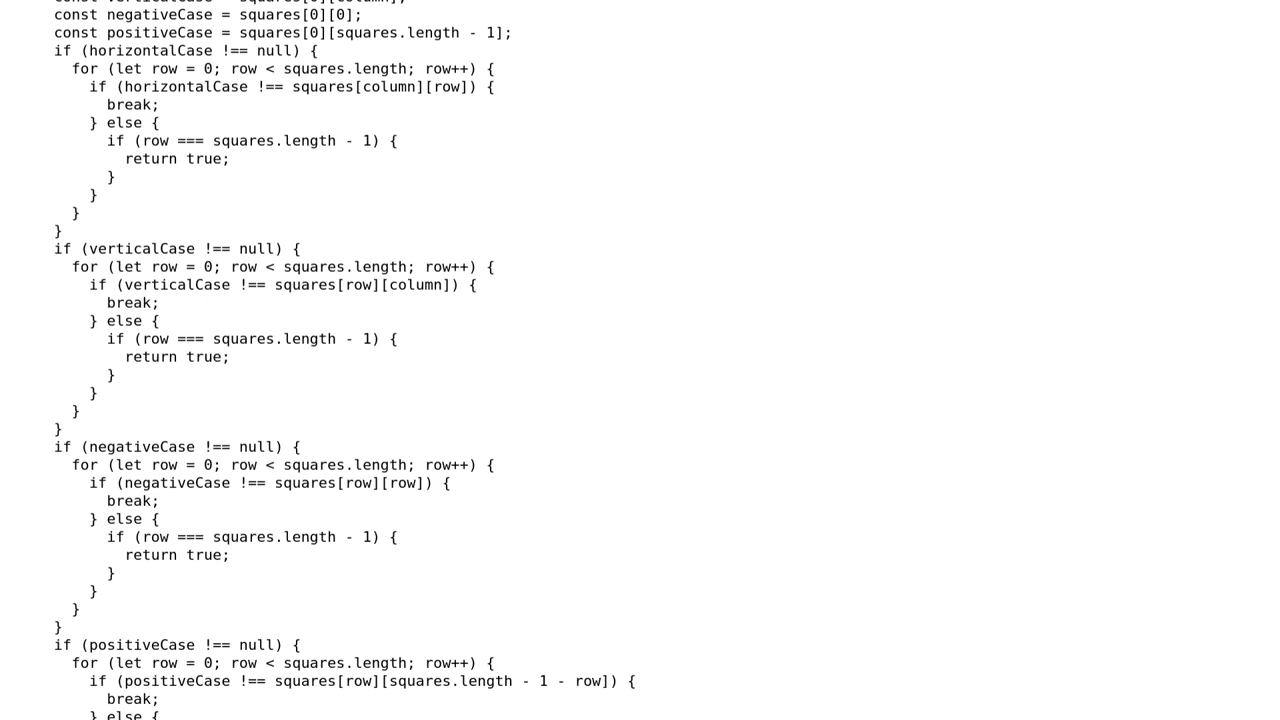 const negativeCase = squares[0][0];
const positiveCase = squares[0][squares.length - 1];
if (horizontalCase !== null) {
for (let row = 0; row < squares.length; row++) {
if (horizontalCase !== squares[column][row]) {
break;
} else {
if (row === squares.length - 1) {
return true;
}
}
}
}
if (verticalCase !== null) {
for (let row = 0; row < squares.length; row++) {
if (verticalCase !== squares[row][column]) {
break;
} else {
if (row === squares.length - 1) {
return true;
}
}
}
}
if (negativeCase !== null) {
for (let row = 0; row < squares.length; row++) {
if (negativeCase !== squares[row][row]) {
break;
} else {
if (row === squares.length - 1) {
return true;
}
}
}
}
if (positiveCase !== null) {
for (let row = 0; row < squares.length; row++) {
if (positiveCase !== squares[row][squares.length - 1 - row]) {
break;
} else {